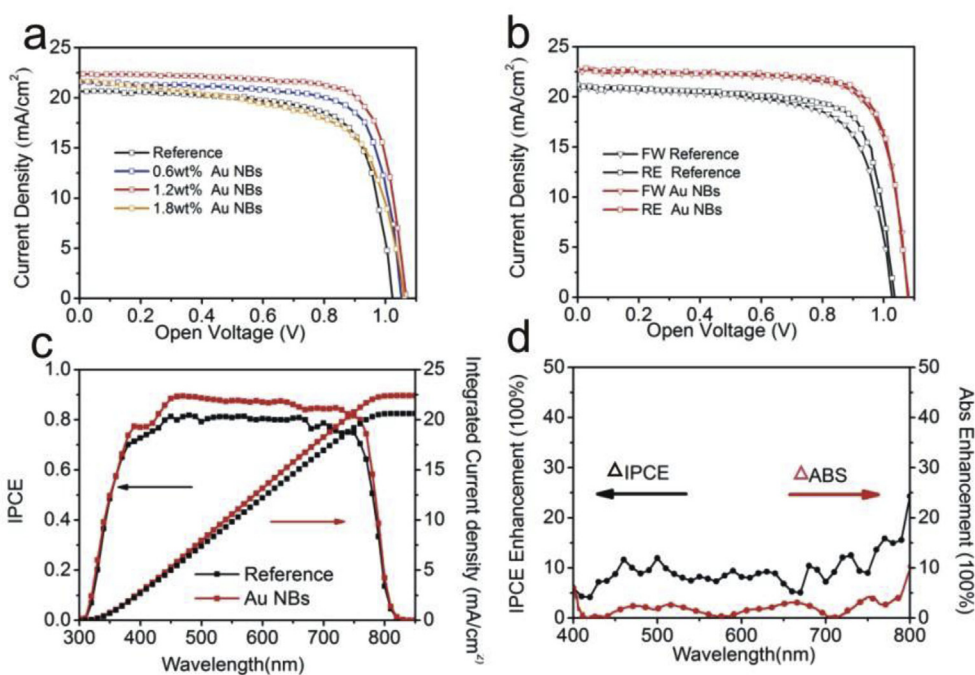 a
25
20
15
10
5
0
Current Density (mA/cm²)
Reference
0.6wt% Au NBs
1.2wt% Au NBs
1.8wt% Au NBs
0.0 0.2 0.4 0.6 0.8 1.0
Open Voltage (V)
b
25
20
15
10
5
0
Current Density (mA/cm²)
FW Reference
RE Reference
FW Au NBs
RE Au NBs
0.0 0.2 0.4 0.6 0.8 1.0
Open Voltage (V)
c
1.0
0.8
0.6
0.4
0.2
0.0
IPCE
Reference
Au NBs
25
20
15
10
5
0
Integrated Current density (mA/cm²)
300 400 500 600 700 800
Wavelength(nm)
d
50
40
30
20
10
0
IPCE Enhancement (100%)
△IPCE
△ABS
50
40
30
20
10
0
Abs Enhancement (100%)
400 450 500 550 600 650 700 750 800
Wavelength(nm)